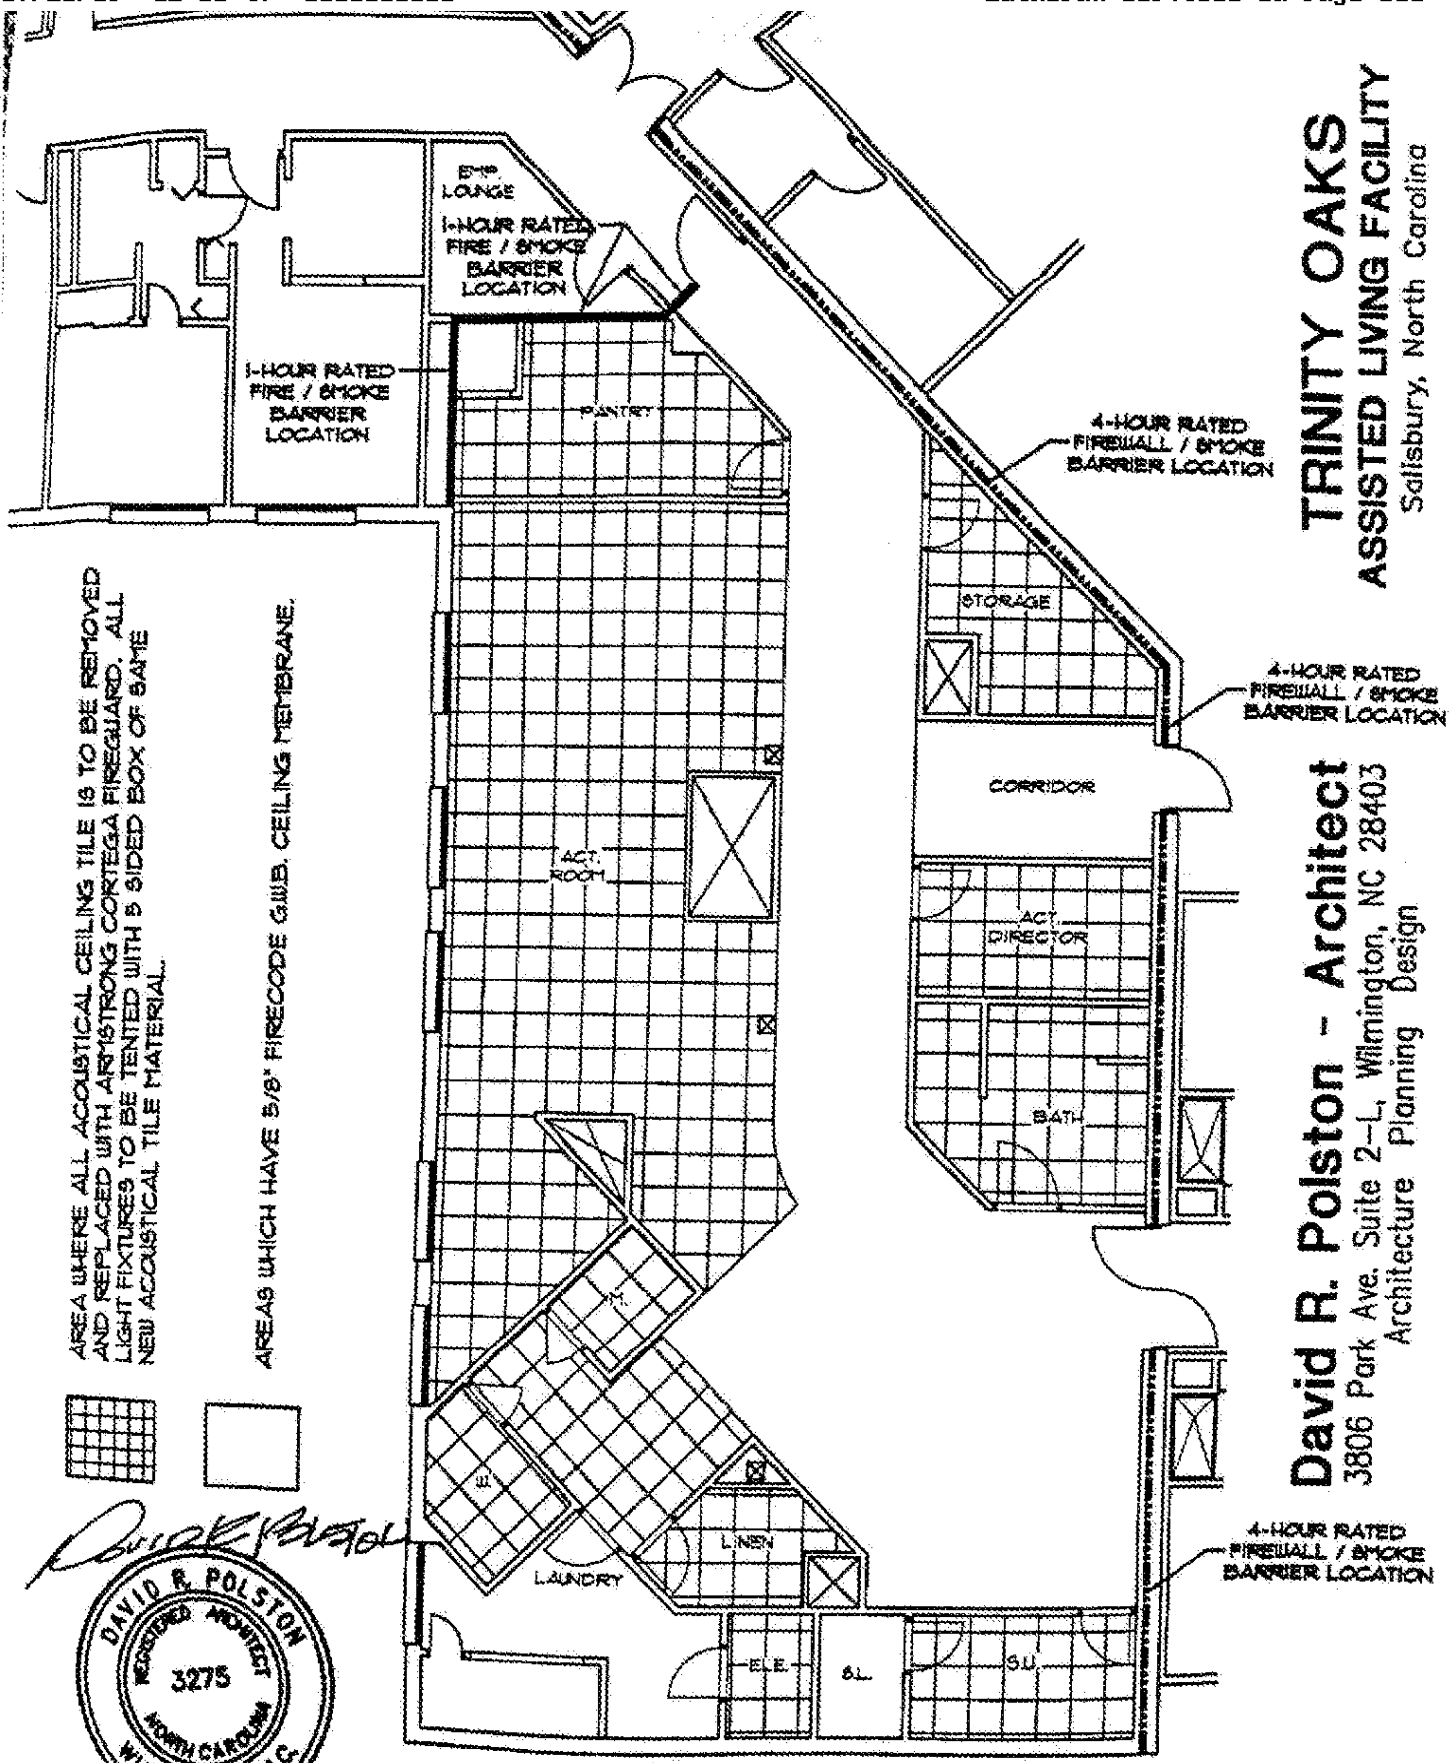 TRINITY OAKS
ASSISTED LIVING FACILITY
Salisbury, North Carolina
David R. Polston - Architect
3806 Park Ave. Suite 2-L, Wilmington, NC 28403
Architecture Planning Design
EMP.
LOUNGE
1-HOUR RATED
FIRE / SMOKE
BARRIER
LOCATION
1-HOUR RATED
FIRE / SMOKE
BARRIER
LOCATION
PANTRY
4-HOUR RATED
FIREWALL / SMOKE
BARRIER LOCATION
STORAGE
4-HOUR RATED
FIREWALL / SMOKE
BARRIER LOCATION
CORRIDOR
ACT.
ROOM
ACT.
DIRECTOR
BATH
M.
E.
LINEN
LAUNDRY
4-HOUR RATED
FIREWALL / SMOKE
BARRIER LOCATION
ELE.
S.L.
S.U.
AREA WHERE ALL ACOUSTICAL CEILING TILE IS TO BE REMOVED
AND REPLACED WITH ARMSTRONG CORTEGA FIREGUARD. ALL
LIGHT FIXTURES TO BE TENTED WITH 5 SIDED BOX OF SAME
NEW ACOUSTICAL TILE MATERIAL.
AREAS WHICH HAVE 5/8" FIRECODE G.W.B. CEILING MEMBRANE.
David R Polston
DAVID R. POLSTON
REGISTERED ARCHITECT
3275
NORTH CAROLINA